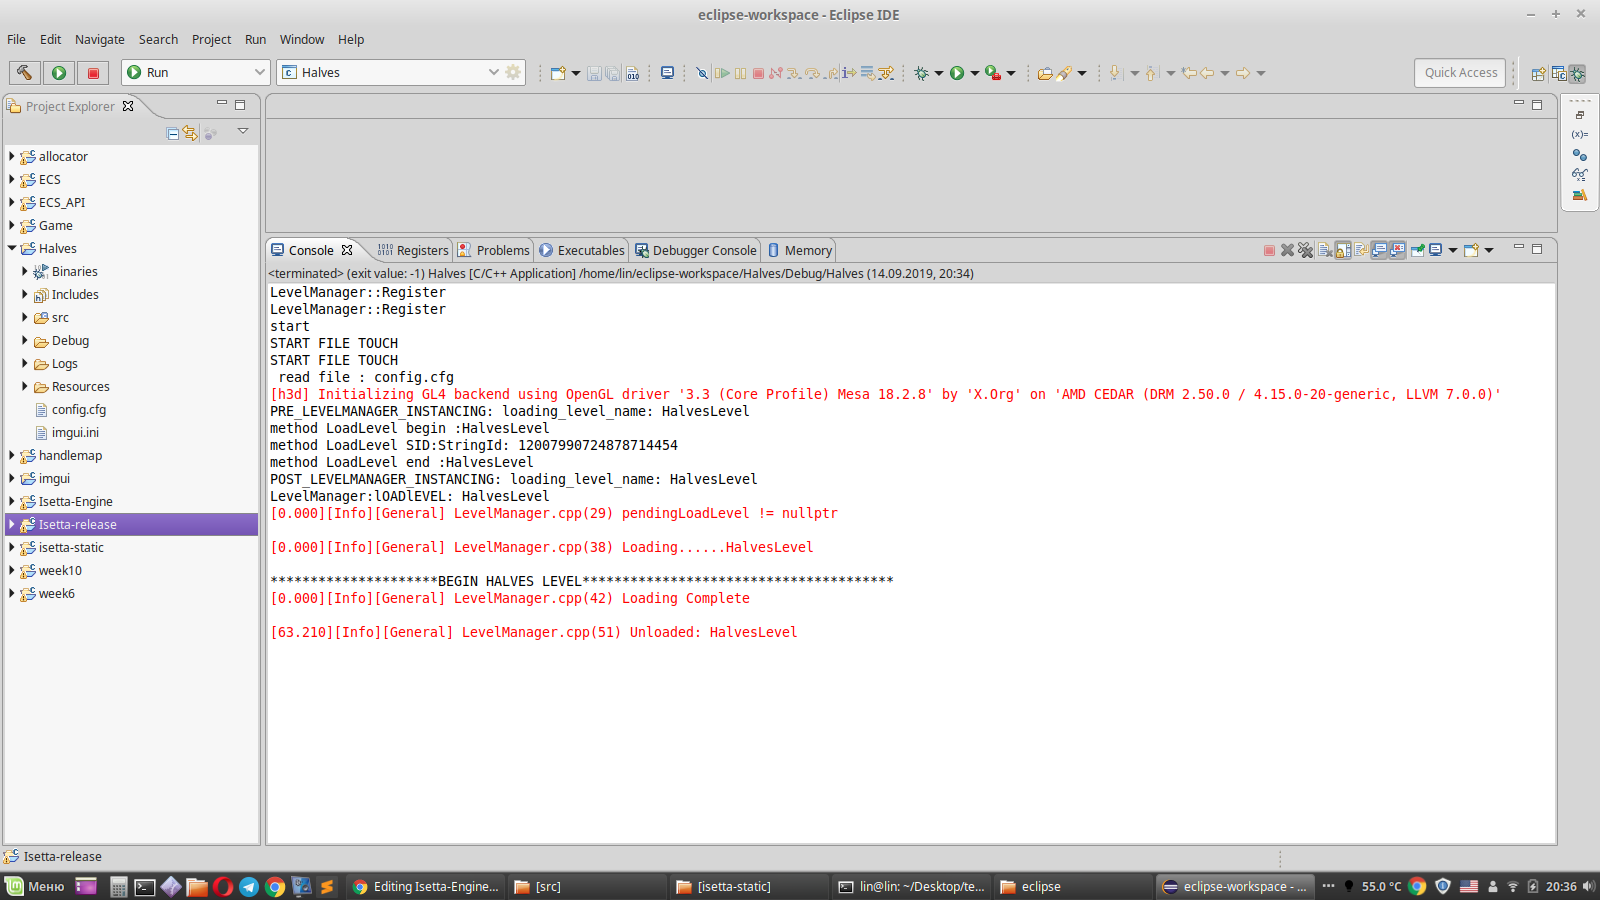 eclipse-workspace - Eclipse IDE
File Edit Navigate Search Project Run Window Help
Run
Halves
Quick Access
Project Explorer
allocator
ECS
ECS_API
Game
Halves
Binaries
Includes
src
Debug
Logs
Resources
config.cfg
imgui.ini
handlemap
imgui
Isetta-Engine
Isetta-release
isetta-static
week10
week6
Console Registers Problems Executables Debugger Console Memory
<terminated> (exit value: -1) Halves [C/C++ Application] /home/lin/eclipse-workspace/Halves/Debug/Halves (14.09.2019, 20:34)
LevelManager::Register
LevelManager::Register
start
START FILE TOUCH
START FILE TOUCH
read file : config.cfg
[h3d] Initializing GL4 backend using OpenGL driver '3.3 (Core Profile) Mesa 18.2.8' by 'X.Org' on 'AMD CEDAR (DRM 2.50.0 / 4.15.0-20-generic, LLVM 7.0.0)'
PRE_LEVELMANAGER_INSTANCING: loading_level_name: HalvesLevel
method LoadLevel begin :HalvesLevel
method LoadLevel SID:StringId: 12007990724878714454
method LoadLevel end :HalvesLevel
POST_LEVELMANAGER_INSTANCING: loading_level_name: HalvesLevel
LevelManager:lOADlEVEL: HalvesLevel
[0.000][Info][General] LevelManager.cpp(29) pendingLoadLevel != nullptr
[0.000][Info][General] LevelManager.cpp(38) Loading......HalvesLevel
*********************BEGIN HALVES LEVEL***************************************
[0.000][Info][General] LevelManager.cpp(42) Loading Complete
[63.210][Info][General] LevelManager.cpp(51) Unloaded: HalvesLevel
Isetta-release
Меню Editing Isetta-Engine... [src] [isetta-static] lin@lin: ~/Desktop/te... eclipse eclipse-workspace - ... 55.0 °C 20:36